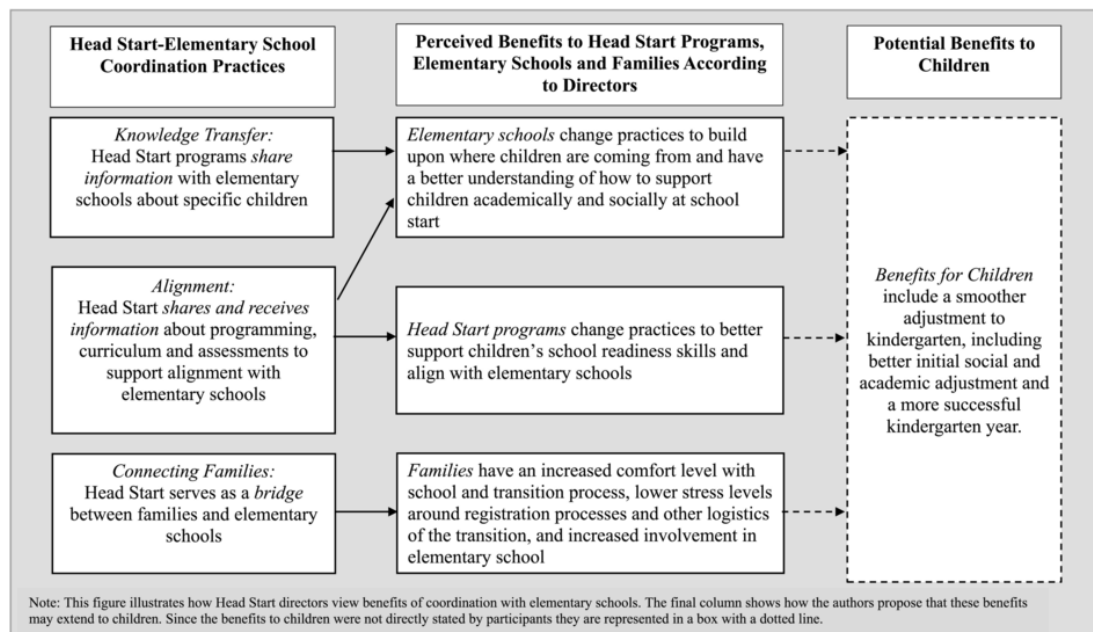 Head Start-Elementary School
Coordination Practices
Perceived Benefits to Head Start Programs,
Elementary Schools and Families According
to Directors
Potential Benefits to
Children
Knowledge Transfer:
Head Start programs share
information with elementary
schools about specific children
Elementary schools change practices to build
upon where children are coming from and have
a better understanding of how to support
children academically and socially at school
start
Alignment:
Head Start shares and receives
information about programming,
curriculum and assessments to
support alignment with
elementary schools
Head Start programs change practices to better
support children's school readiness skills and
align with elementary schools
Connecting Families:
Head Start serves as a bridge
between families and elementary
schools
Families have an increased comfort level with
school and transition process, lower stress levels
around registration processes and other logistics
of the transition, and increased involvement in
elementary school
Benefits for Children
include a smoother
adjustment to
kindergarten, including
better initial social and
academic adjustment and
a more successful
kindergarten year.
Note: This figure illustrates how Head Start directors view benefits of coordination with elementary schools. The final column shows how the authors propose that these benefits
may extend to children. Since the benefits to children were not directly stated by participants they are represented in a box with a dotted line.